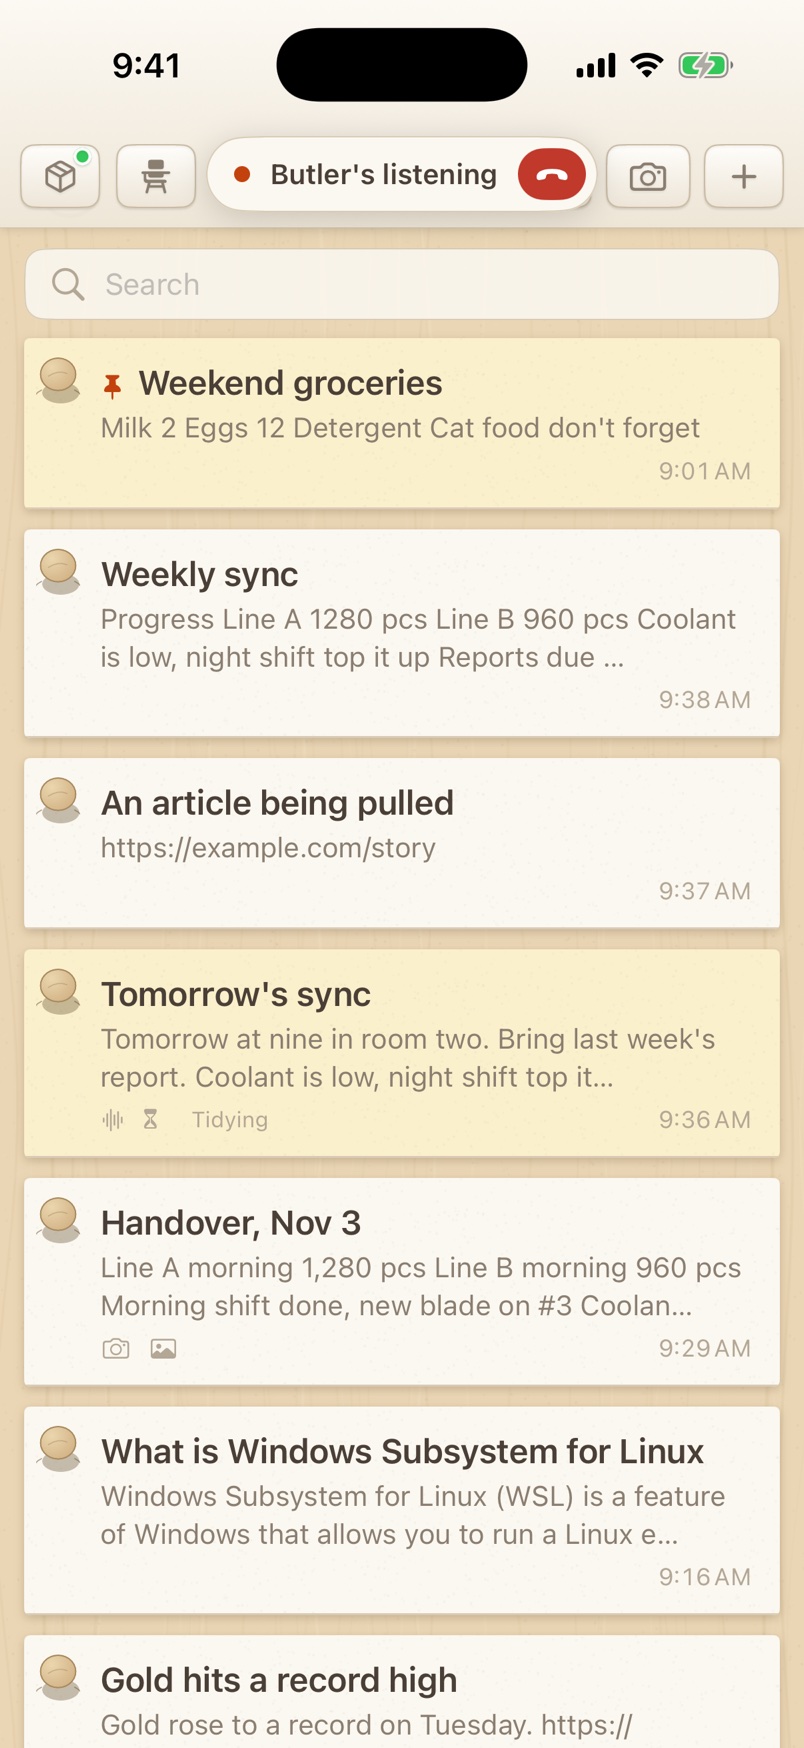 9:41
Butler's listening
Search
Weekend groceries
Milk 2 Eggs 12 Detergent Cat food don't forget
9:01 AM
Weekly sync
Progress Line A 1280 pcs Line B 960 pcs Coolant
is low, night shift top it up Reports due ...
9:38 AM
An article being pulled
https://example.com/story
9:37 AM
Tomorrow's sync
Tomorrow at nine in room two. Bring last week's
report. Coolant is low, night shift top it...
Tidying
9:36 AM
Handover, Nov 3
Line A morning 1,280 pcs Line B morning 960 pcs
Morning shift done, new blade on #3 Coolan...
9:29 AM
What is Windows Subsystem for Linux
Windows Subsystem for Linux (WSL) is a feature
of Windows that allows you to run a Linux e...
9:16 AM
Gold hits a record high
Gold rose to a record on Tuesday. https://